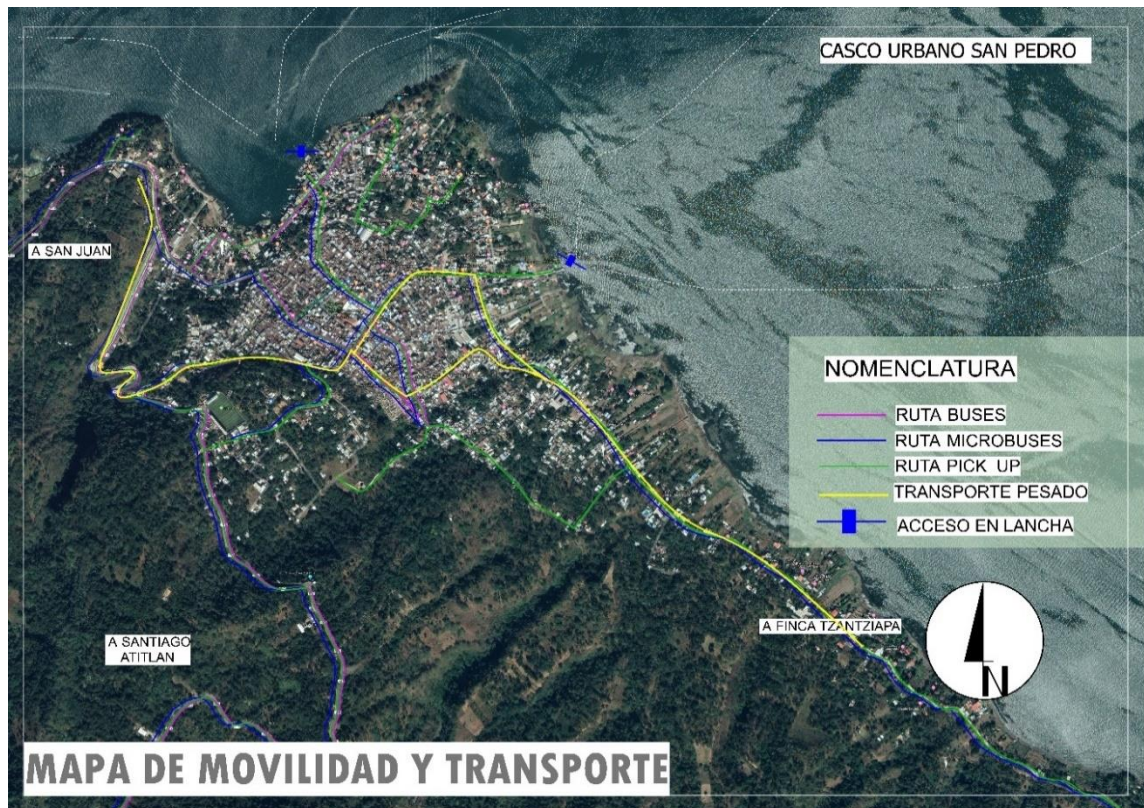 CASCO URBANO SAN PEDRO
A SAN JUAN
NOMENCLATURA
RUTA BUSES
RUTA MICROBUSES
RUTA PICK UP
TRANSPORTE PESADO
ACCESO EN LANCHA
A FINCA TZANTZIAPA
A SANTIAGO
ATITLAN
N
MAPA DE MOVILIDAD Y TRANSPORTE